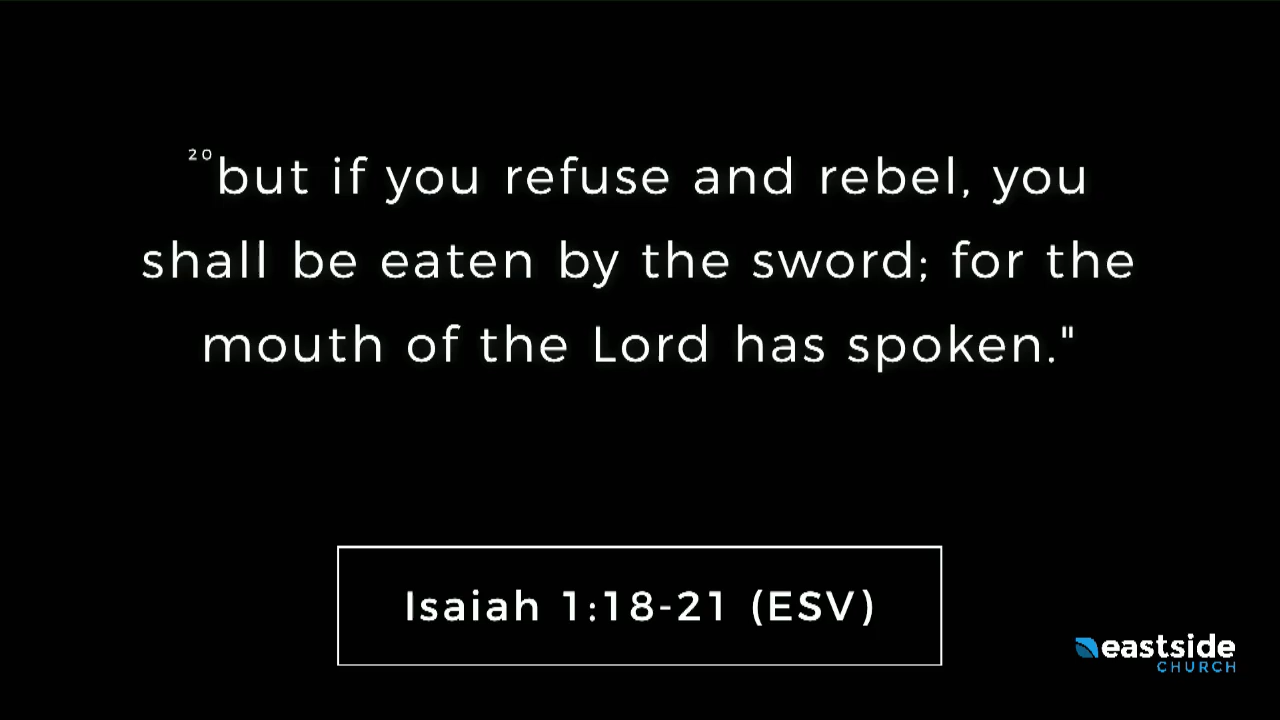 20but if you refuse and rebel, you
shall be eaten by the sword; for the
mouth of the Lord has spoken."
Isaiah 1:18-21 (ESV)
eastside
CHURCH